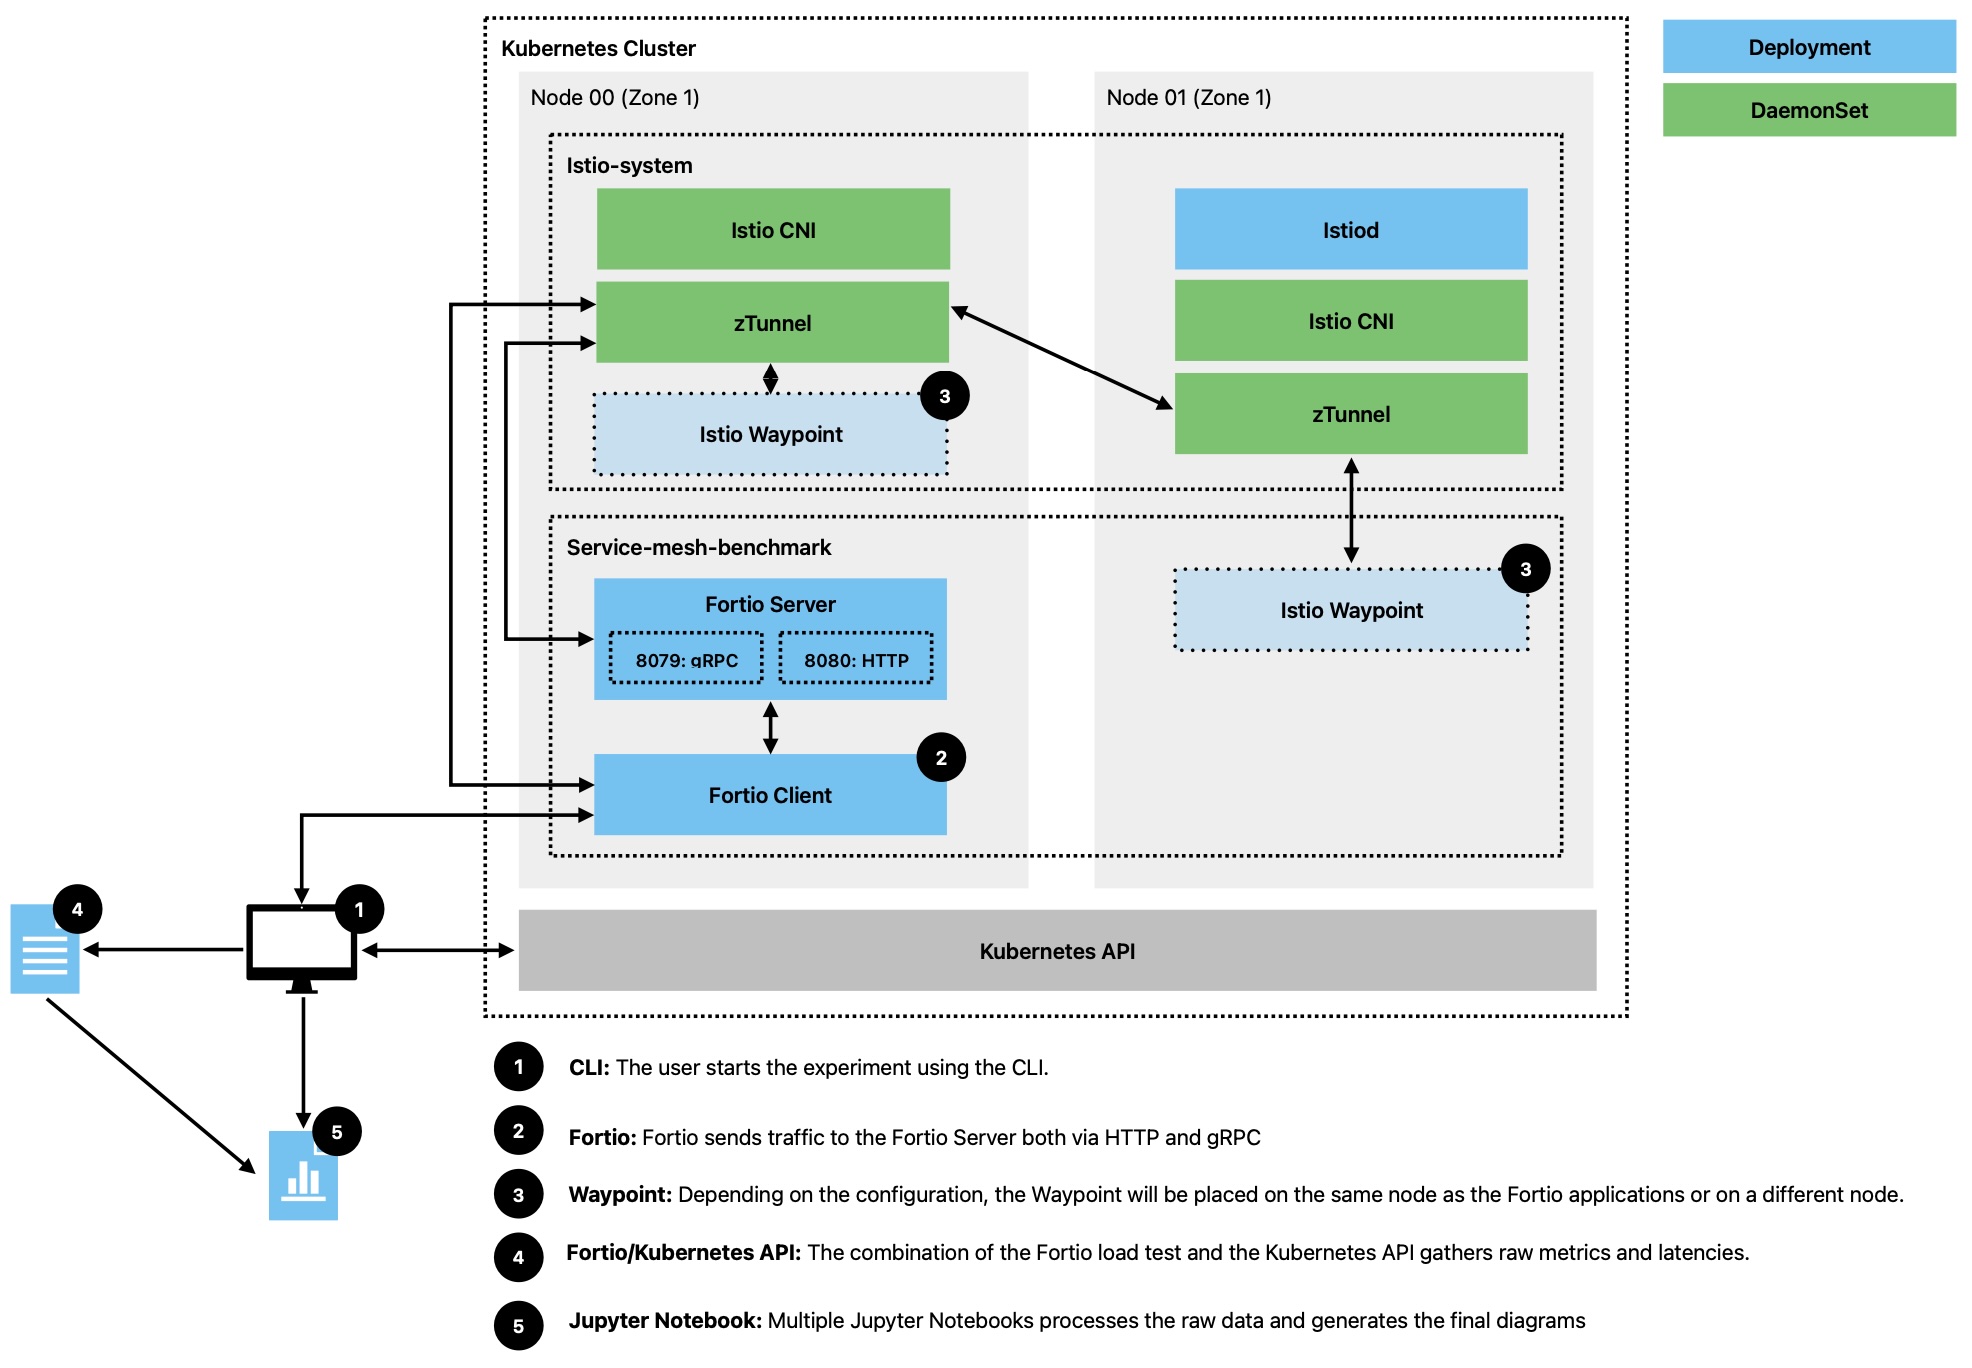 Kubernetes Cluster
Deployment
DaemonSet
Node 00 (Zone 1)
Node 01 (Zone 1)
Istio-system
Istio CNI
zTunnel
3
Istio Waypoint
Istiod
Istio CNI
zTunnel
Service-mesh-benchmark
Fortio Server
8079: gRPC
8080: HTTP
2
Fortio Client
3
Istio Waypoint
4
1
Kubernetes API
5
1 CLI: The user starts the experiment using the CLI.
2 Fortio: Fortio sends traffic to the Fortio Server both via HTTP and gRPC
3 Waypoint: Depending on the configuration, the Waypoint will be placed on the same node as the Fortio applications or on a different node.
4 Fortio/Kubernetes API: The combination of the Fortio load test and the Kubernetes API gathers raw metrics and latencies.
5 Jupyter Notebook: Multiple Jupyter Notebooks processes the raw data and generates the final diagrams